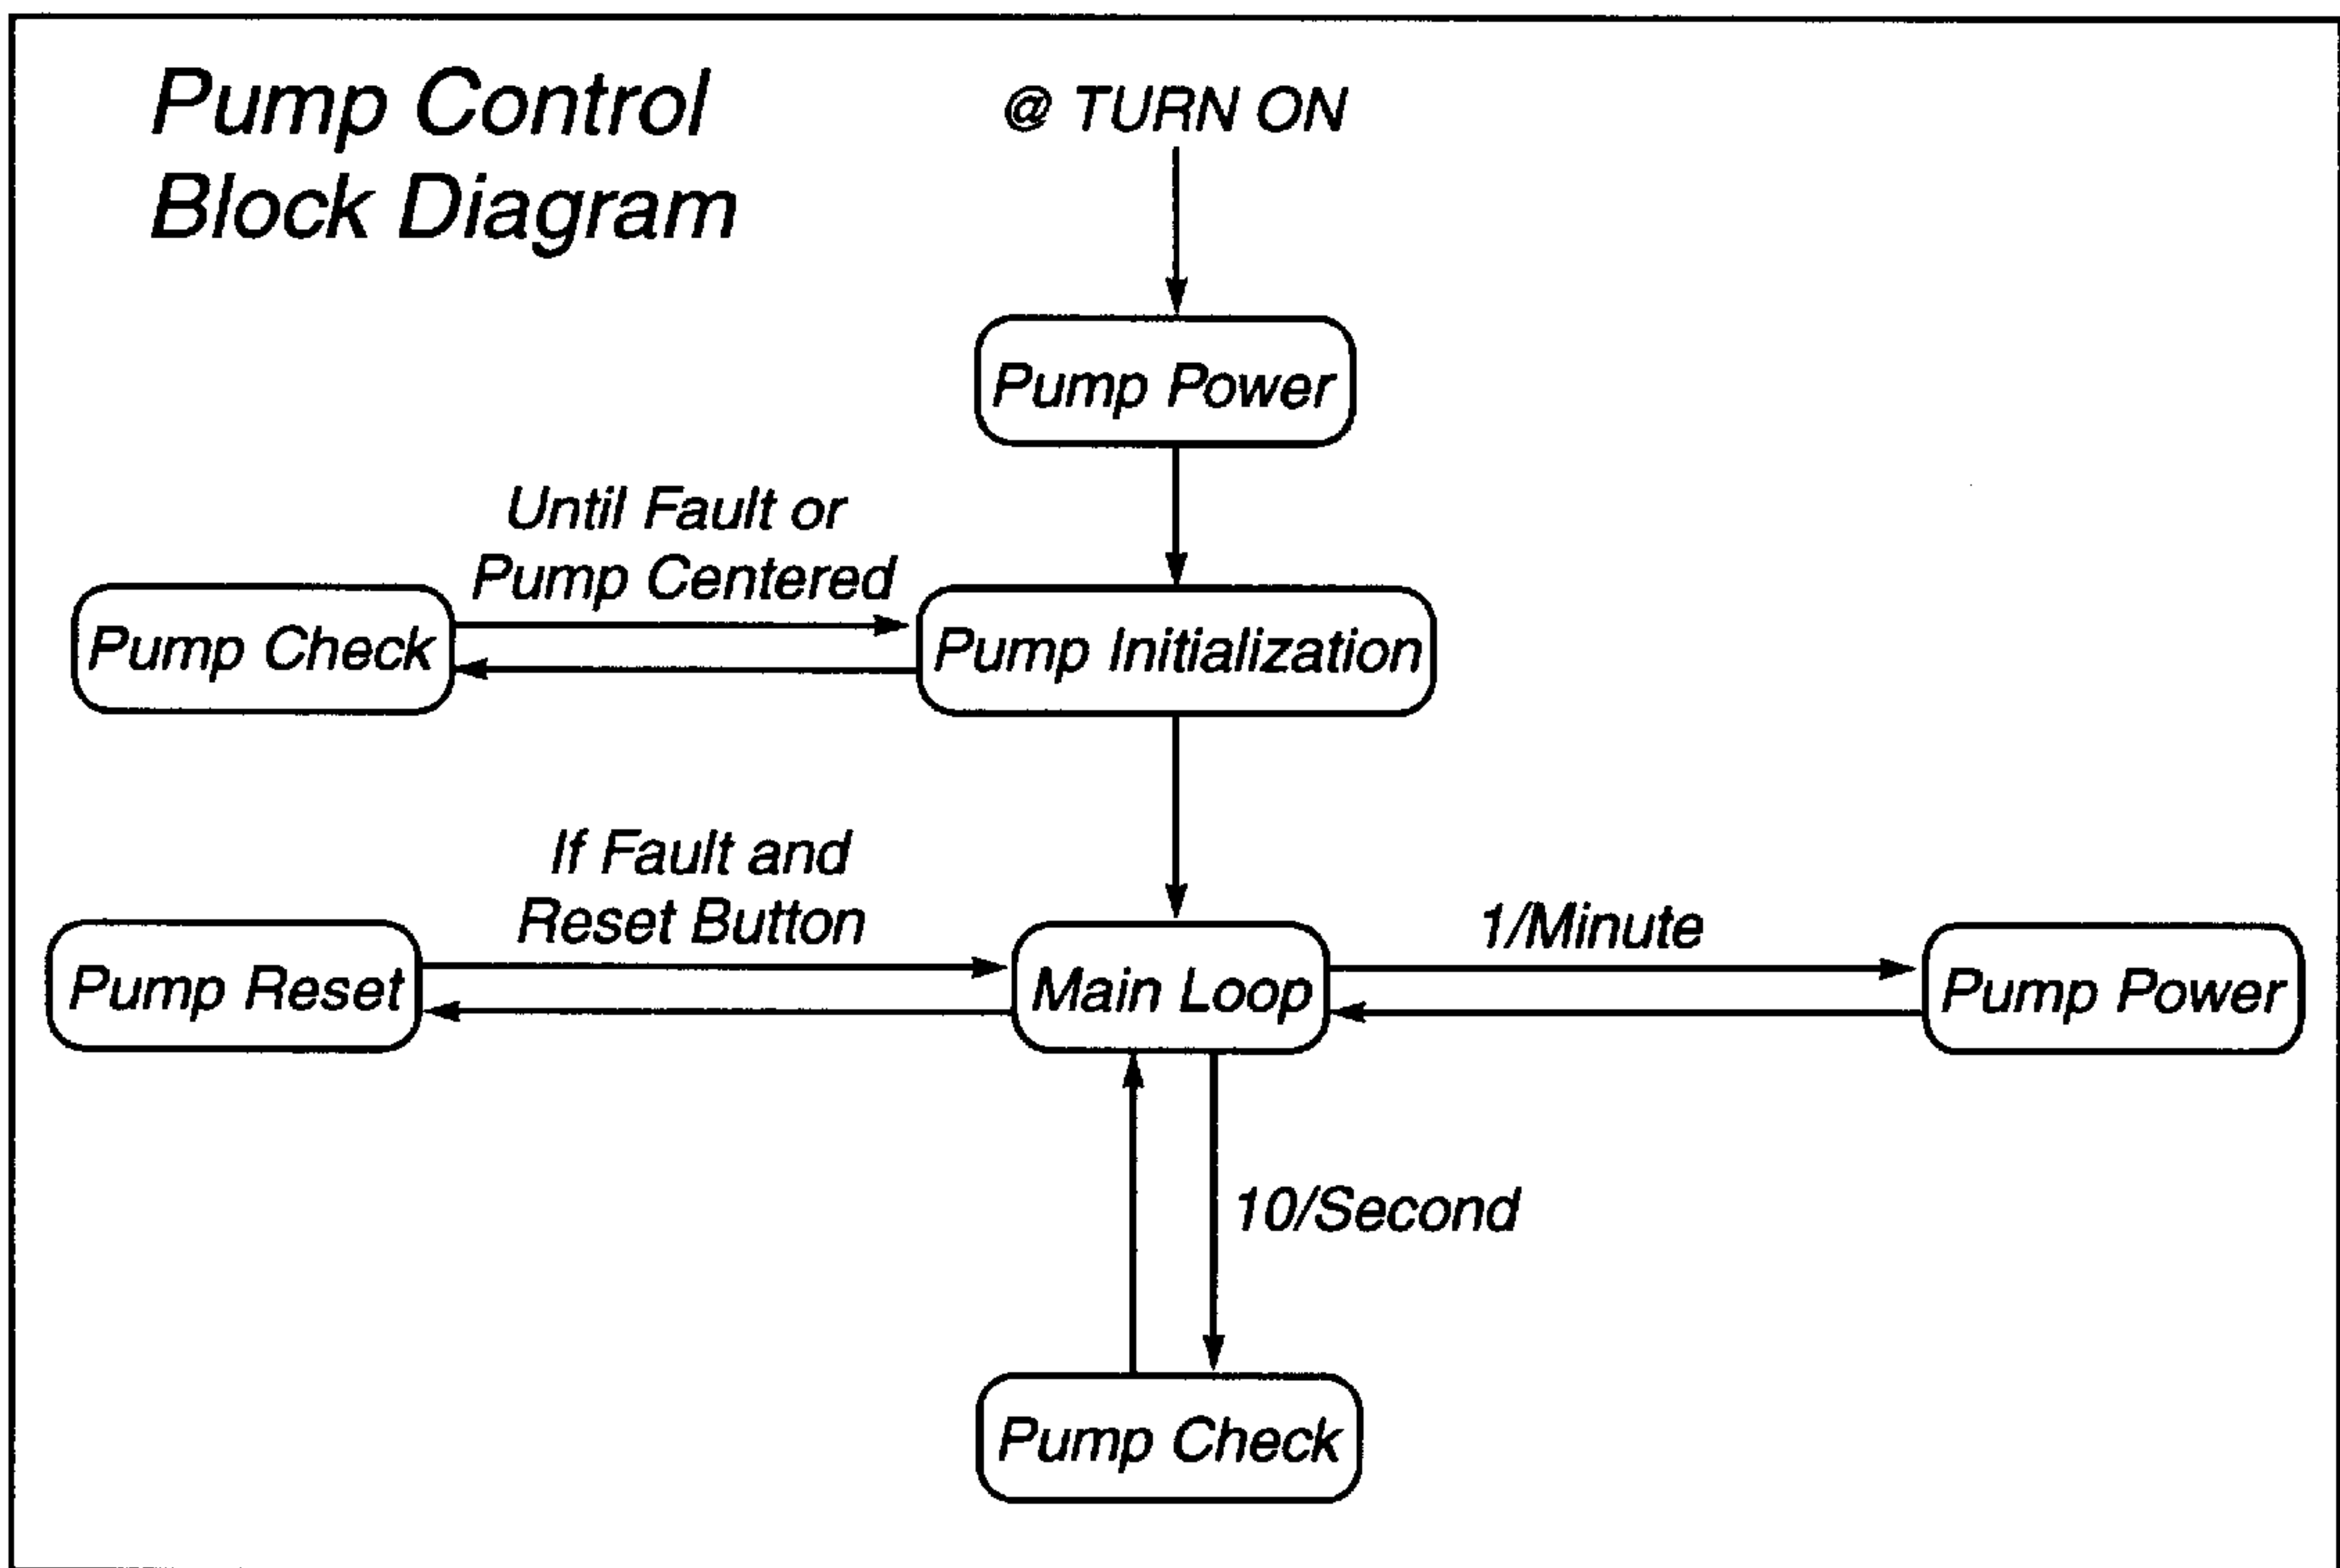 Pump Control
Block Diagram
@ TURN ON
Pump Power
Until Fault or
Pump Centered
Pump Check
Pump Initialization
If Fault and
Reset Button
1/Minute
Pump Reset
Main Loop
Pump Power
10/Second
Pump Check